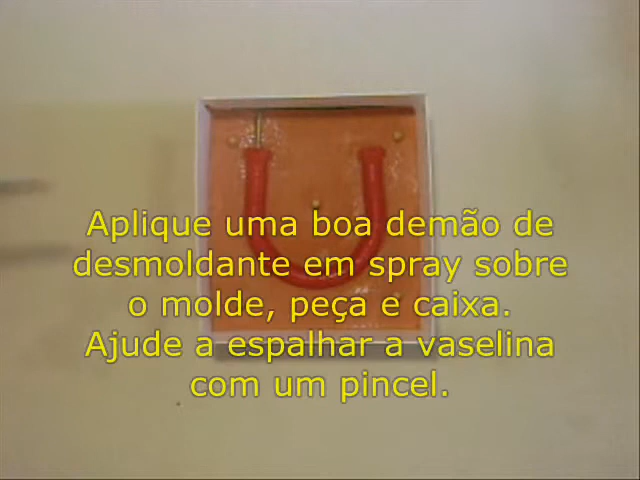 Aplique uma boa demão de
desmoldante em spray sobre
o molde, peça e caixa.
Ajude a espalhar a vaselina
com um pincel.